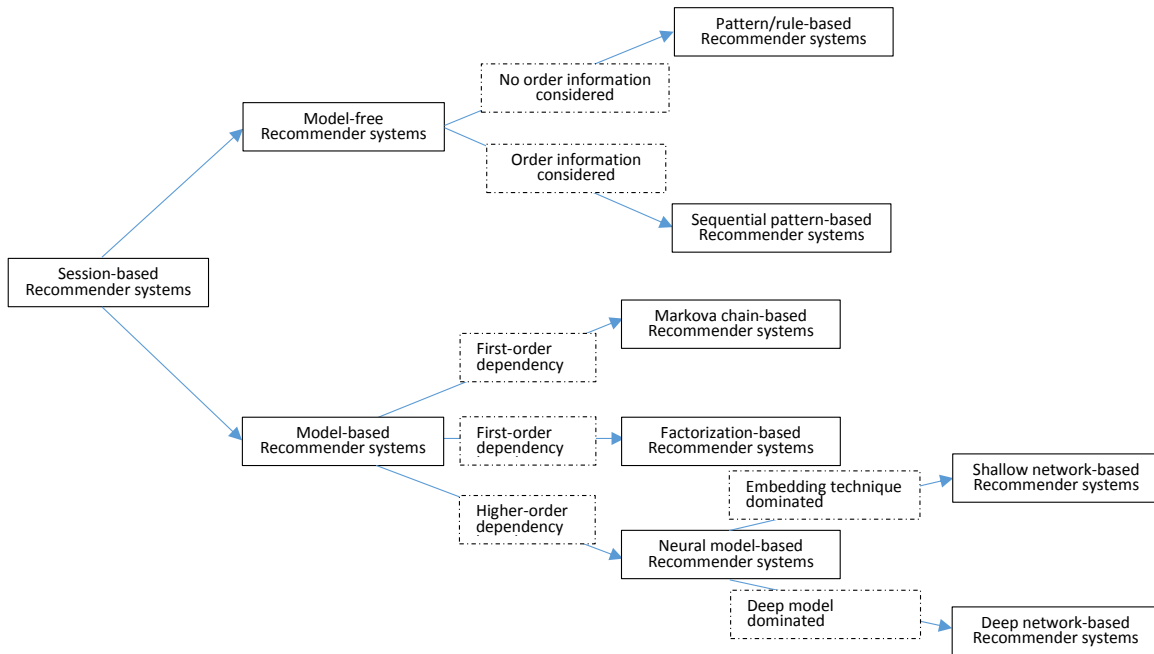 Pattern/rule-based
Recommender systems
No order information
considered
Model-free
Recommender systems
Order information
considered
Sequential pattern-based
Recommender systems
Session-based
Recommender systems
Markova chain-based
Recommender systems
First-order
dependency
Model-based
Recommender systems
First-order
dependency
Factorization-based
Recommender systems
Shallow network-based
Recommender systems
Embedding technique
dominated
Higher-order
dependency
Neural model-based
Recommender systems
Deep model
dominated
Deep network-based
Recommender systems